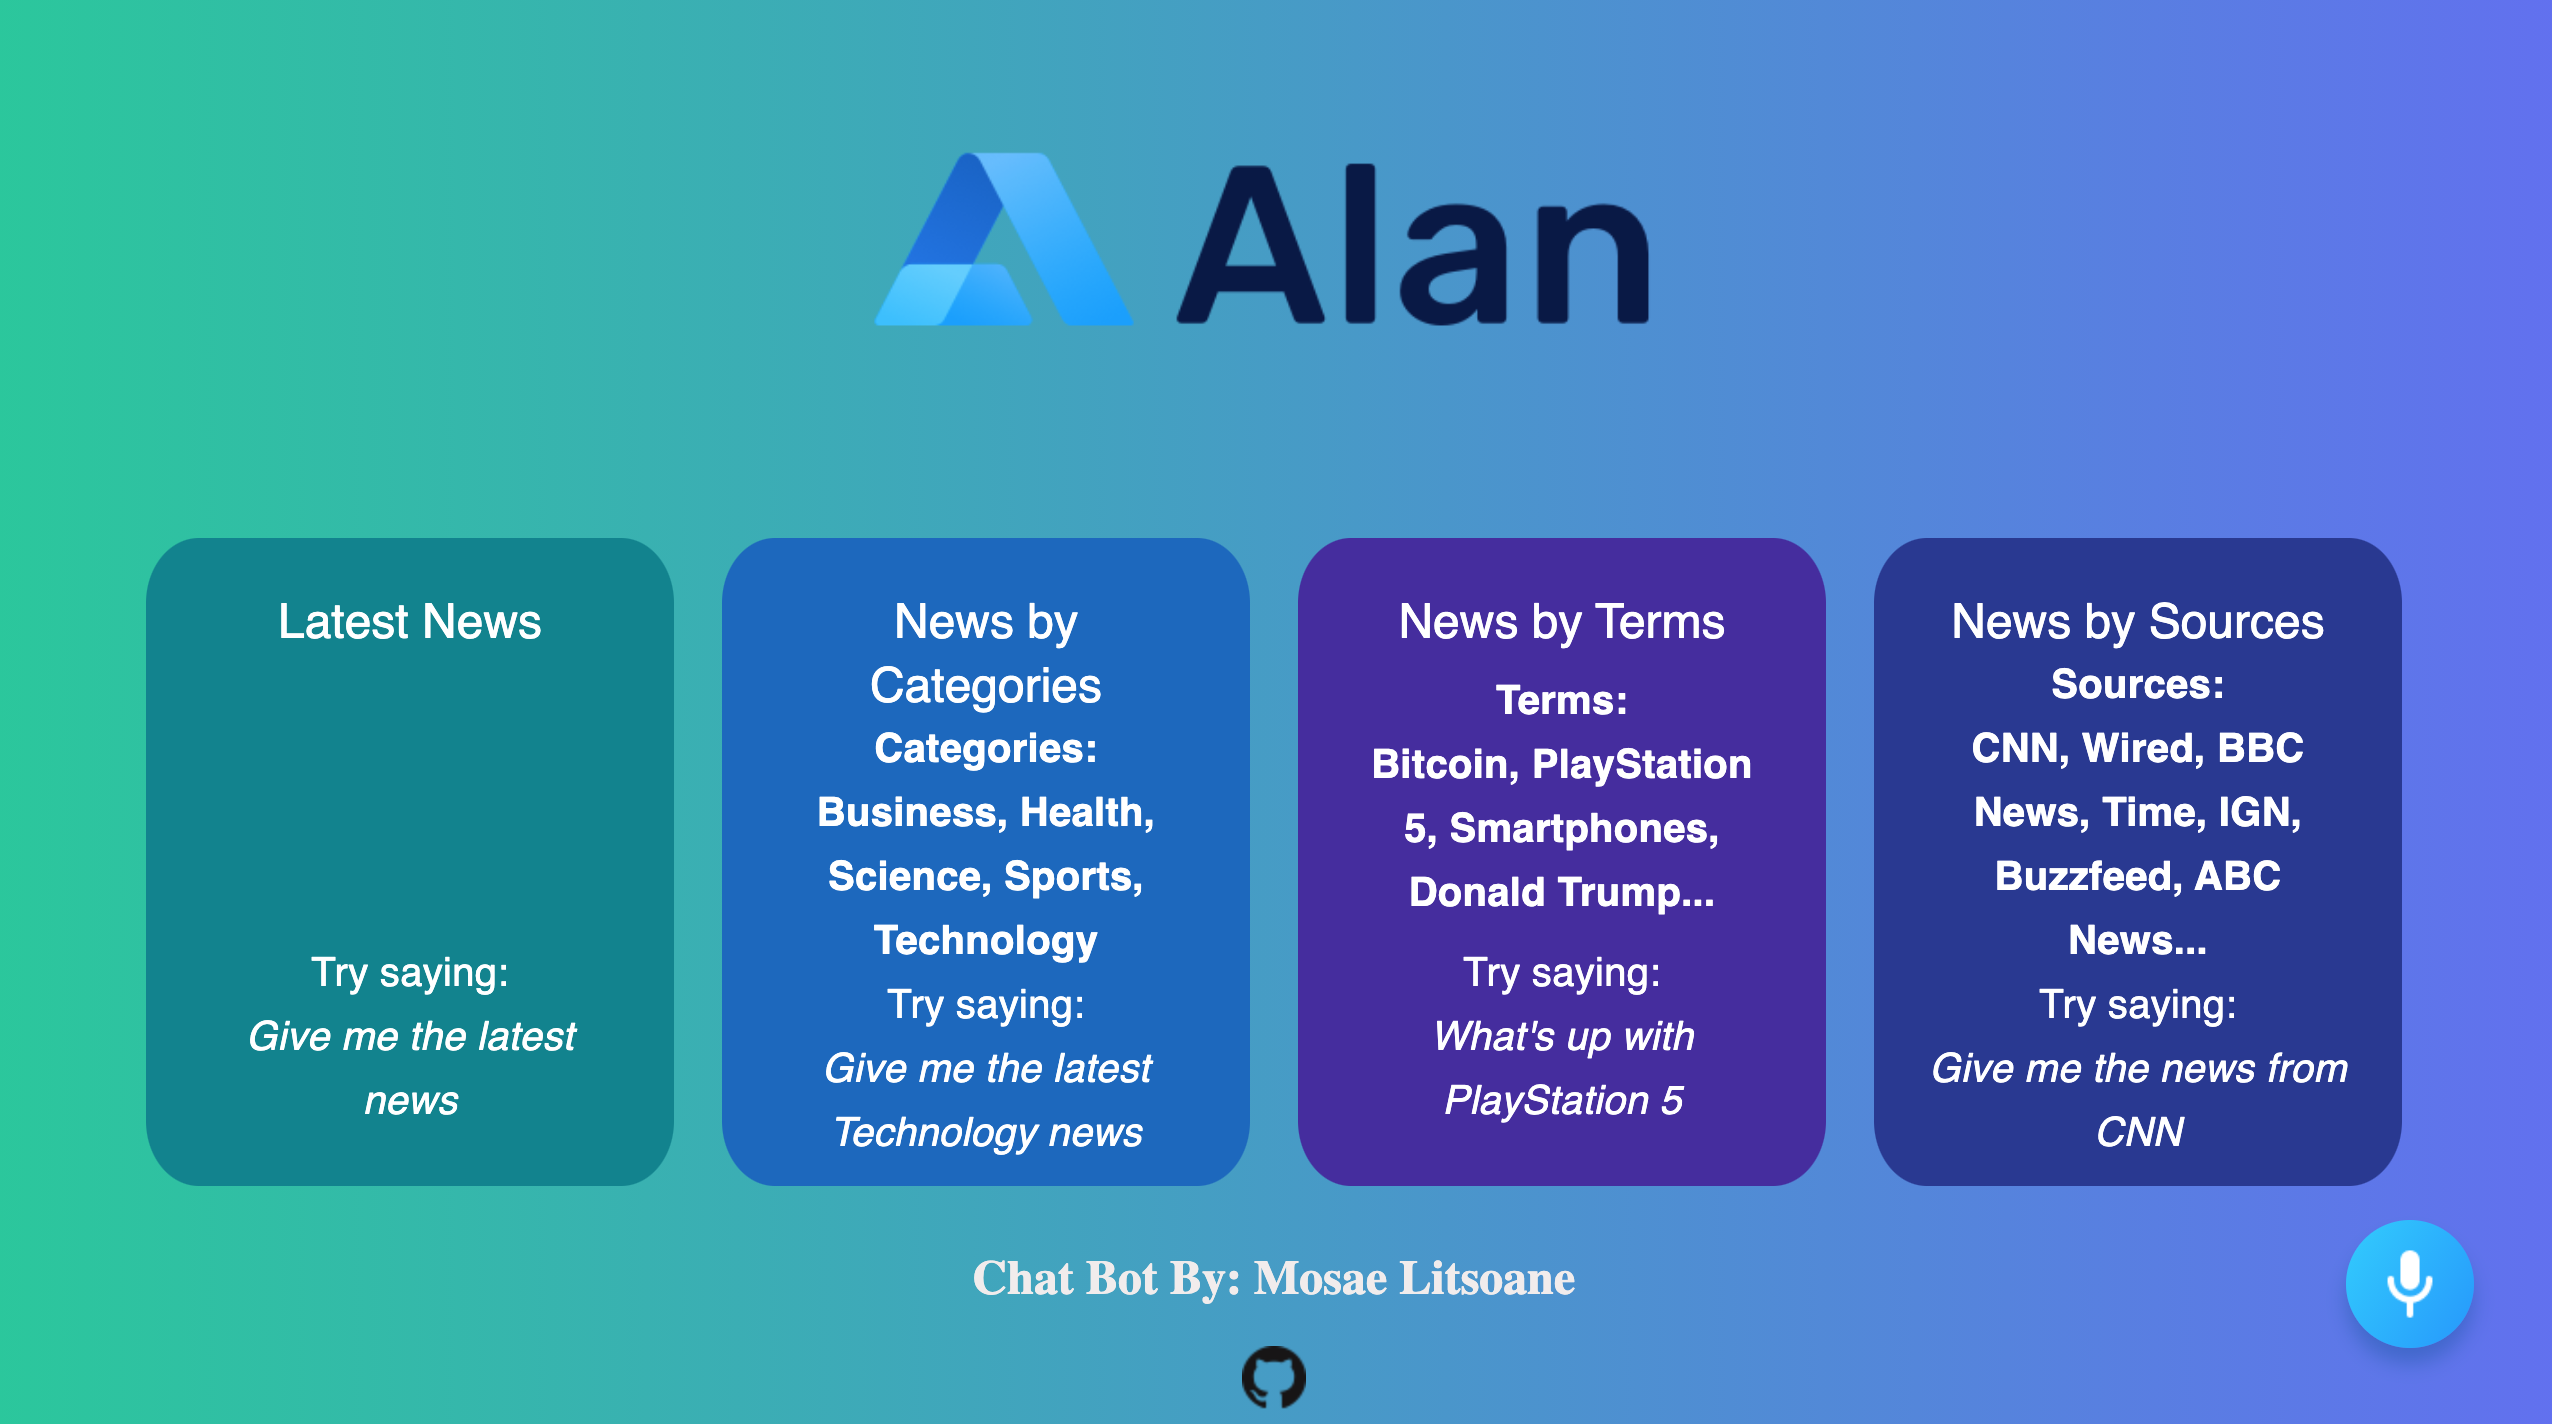 Alan
Latest News
Try saying:
Give me the latest
news
News by
Categories
Categories:
Business, Health,
Science, Sports,
Technology
Try saying:
Give me the latest
Technology news
News by Terms
Terms:
Bitcoin, PlayStation
5, Smartphones,
Donald Trump...
Try saying:
What's up with
PlayStation 5
News by Sources
Sources:
CNN, Wired, BBC
News, Time, IGN,
Buzzfeed, ABC
News...
Try saying:
Give me the news from
CNN
Chat Bot By: Mosae Litsoane